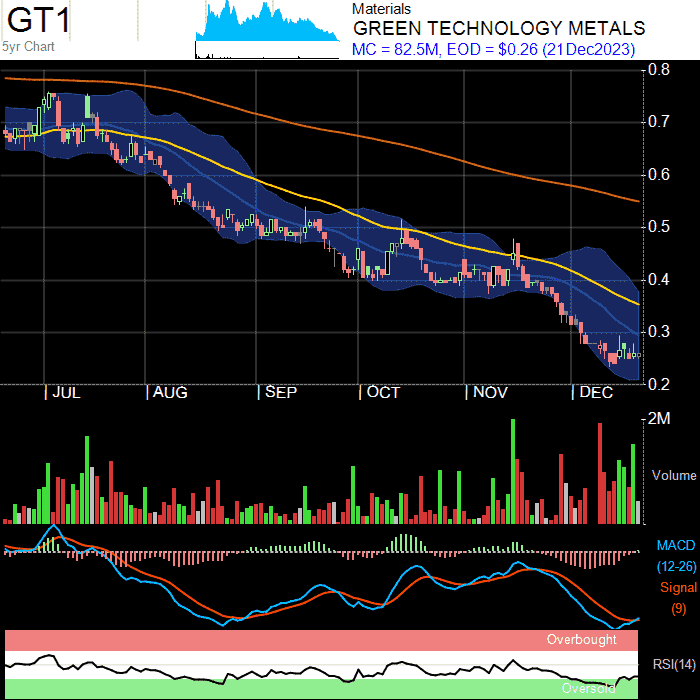 GT1
5yr Chart
Materials
GREEN TECHNOLOGY METALS
MC = 82.5M, EOD = $0.26 (21Dec2023)
0.8
0.7
0.6
0.5
0.4
0.3
0.2
JUL AUG SEP OCT NOV DEC
2M
Volume
MACD
(12-26)
Signal
(9)
Overbought
RSI(14)
Oversold